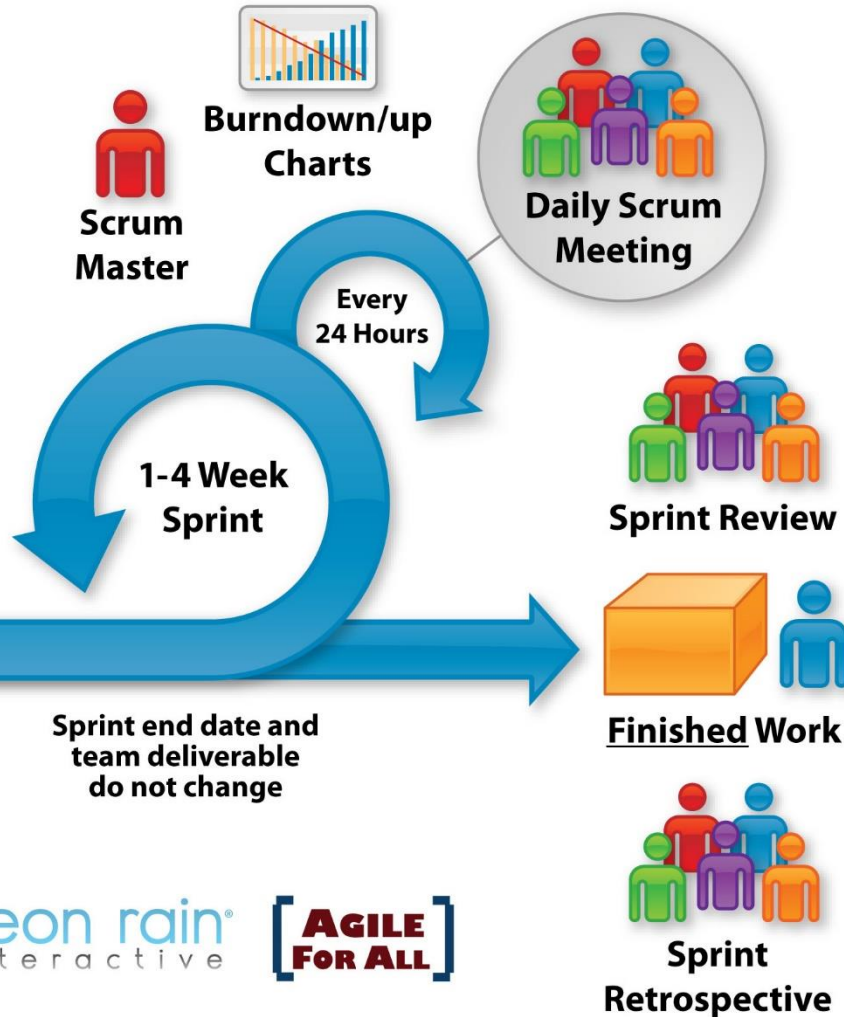 Burndown/up
Charts
Scrum
Master
Daily Scrum
Meeting
Every
24 Hours
1-4 Week
Sprint
Sprint Review
Finished Work
Sprint end date and
team deliverable
do not change
Sprint
Retrospective
eon rain®
teractive
AGILE
FOR ALL